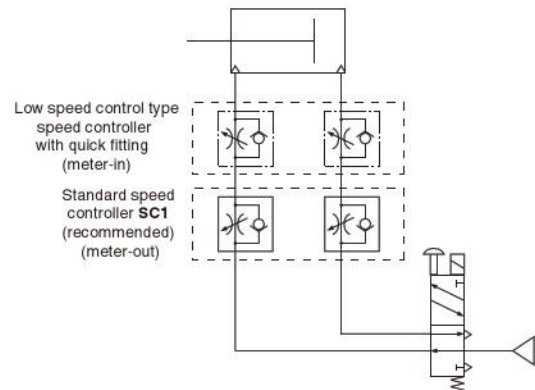 Low speed control type
speed controller
with quick fitting
(meter-in)
Standard speed
controller SC1
(recommended)
(meter-out)